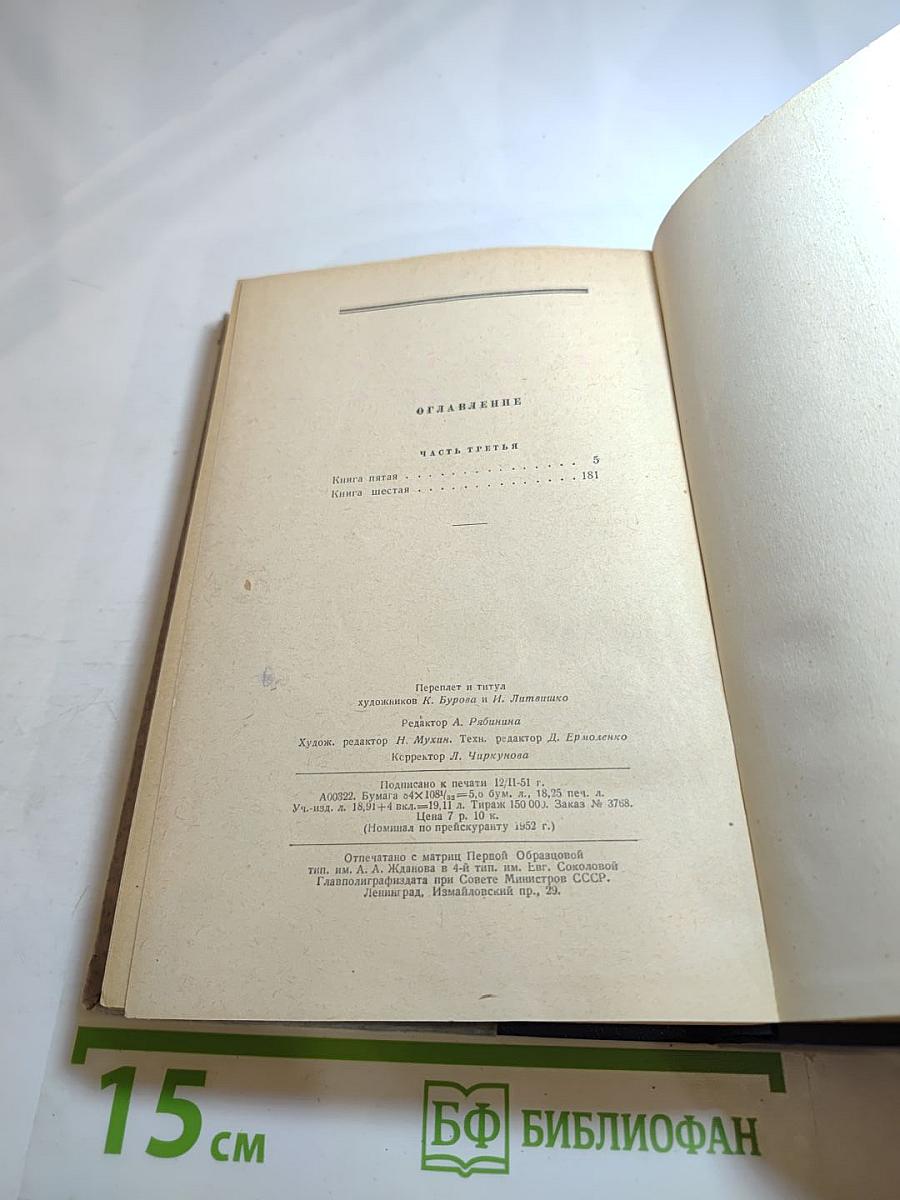 ОГЛАВЛЕНИЕ
ЧАСТЬ ТРЕТЬЯ
Книга пятая . . . . . . . . . . . . . . 5
Книга шестая . . . . . . . . . . . . . 181
Переплет и титул
художников К. Бурова и И. Литвишко
Редактор А. Рябинина
Худож. редактор Н. Мухин. Техн. редактор Д. Ермоленко
Корректор Л. Чиркунова
Подписано к печати 12/II-51 г.
А00322. Бумага 84×108¹/₃₂=5,0 бум. л., 18,25 печ. л.
Уч.-изд. л. 18,91+4 вкл.=19,11 л. Тираж 150 000. Заказ № 3768.
Цена 7 р. 10 к.
(Номинал по прейскуранту 1952 г.)
Отпечатано с матриц Первой Образцовой
тип. им. А. А. Жданова в 4-й тип. им. Евг. Соколовой
Главполиграфиздата при Совете Министров СССР.
Ленинград, Измайловский пр., 29.
15 см
БФ БИБЛИОФАН